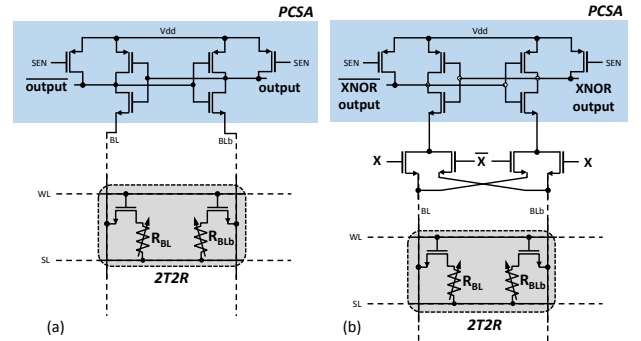 PCSA
Vdd
SEN
SEN
output
output
BL
BLb
WL
R_BL
R_BLb
SL
2T2R
(a)
PCSA
Vdd
SEN
SEN
XNOR
output
XNOR
output
X
X
X
BL
BLb
WL
R_BL
R_BLb
SL
2T2R
(b)